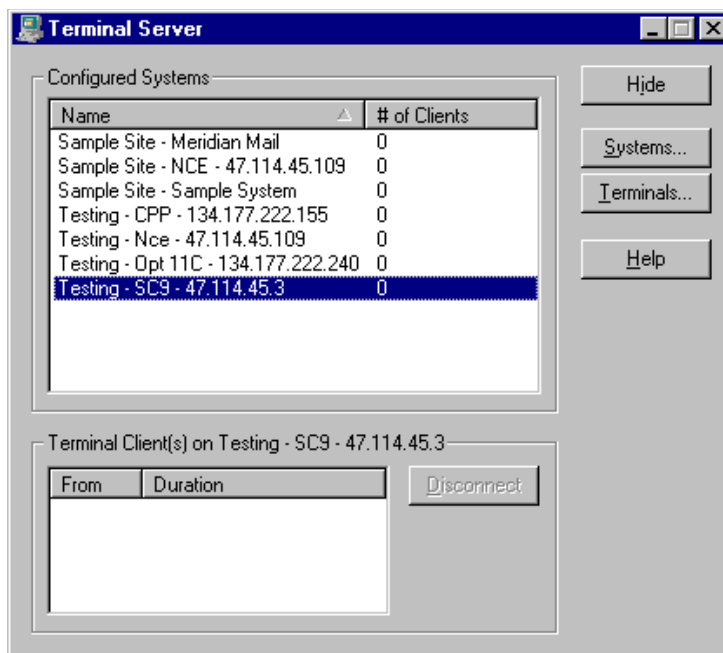 Terminal Server
Configured Systems
Name # of Clients
Sample Site - Meridian Mail 0
Sample Site - NCE - 47.114.45.109 0
Sample Site - Sample System 0
Testing - CPP - 134.177.222.155 0
Testing - Nce - 47.114.45.109 0
Testing - Opt 11C - 134.177.222.240 0
Testing - SC9 - 47.114.45.3 0
Hide
Systems...
Terminals...
Help
Terminal Client(s) on Testing - SC9 - 47.114.45.3
From Duration
Disconnect